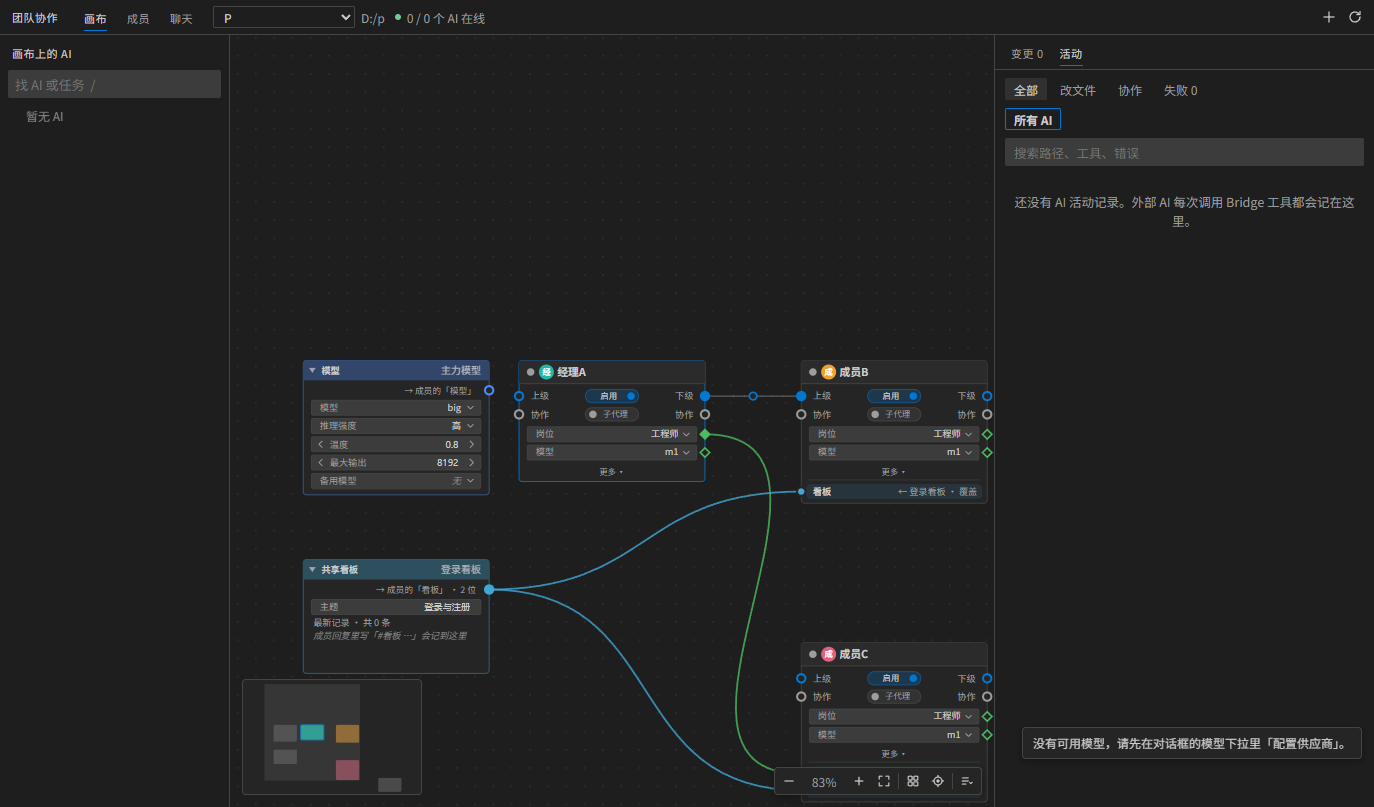 团队协作 画布 成员 聊天 P D:/p 0 / 0 个 AI 在线
画布上的 AI
找 AI 或任务 /
暂无 AI
模型 主力模型
→ 成员的「模型」
模型 big
推理强度 高
温度 0.8
最大输出 8192
备用模型 无
经 经理A
上级 启用 下级
协作 子代理 协作
岗位 工程师
模型 m1
更多
成 成员B
上级 启用 下级
协作 子代理 协作
岗位 工程师
模型 m1
更多
看板 ← 登录看板 · 覆盖
共享看板 登录看板
→ 成员的「看板」 · 2 位
主题 登录与注册
最新记录 · 共 0 条
成员回复里写「#看板 ···」会记到这里
成 成员C
上级 启用 下级
协作 子代理 协作
岗位 工程师
模型 m1
更多
83%
变更 0 活动
全部 改文件 协作 失败 0
所有 AI
搜索路径、工具、错误
还没有 AI 活动记录。外部 AI 每次调用 Bridge 工具都会记在这
里。
没有可用模型，请先在对话框的模型下拉里「配置供应商」。